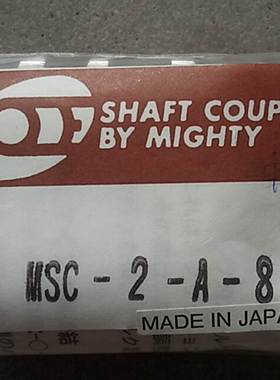 SHAFT COUP
BY MIGHTY
MSC - 2 - A - 8
MADE IN JAPA